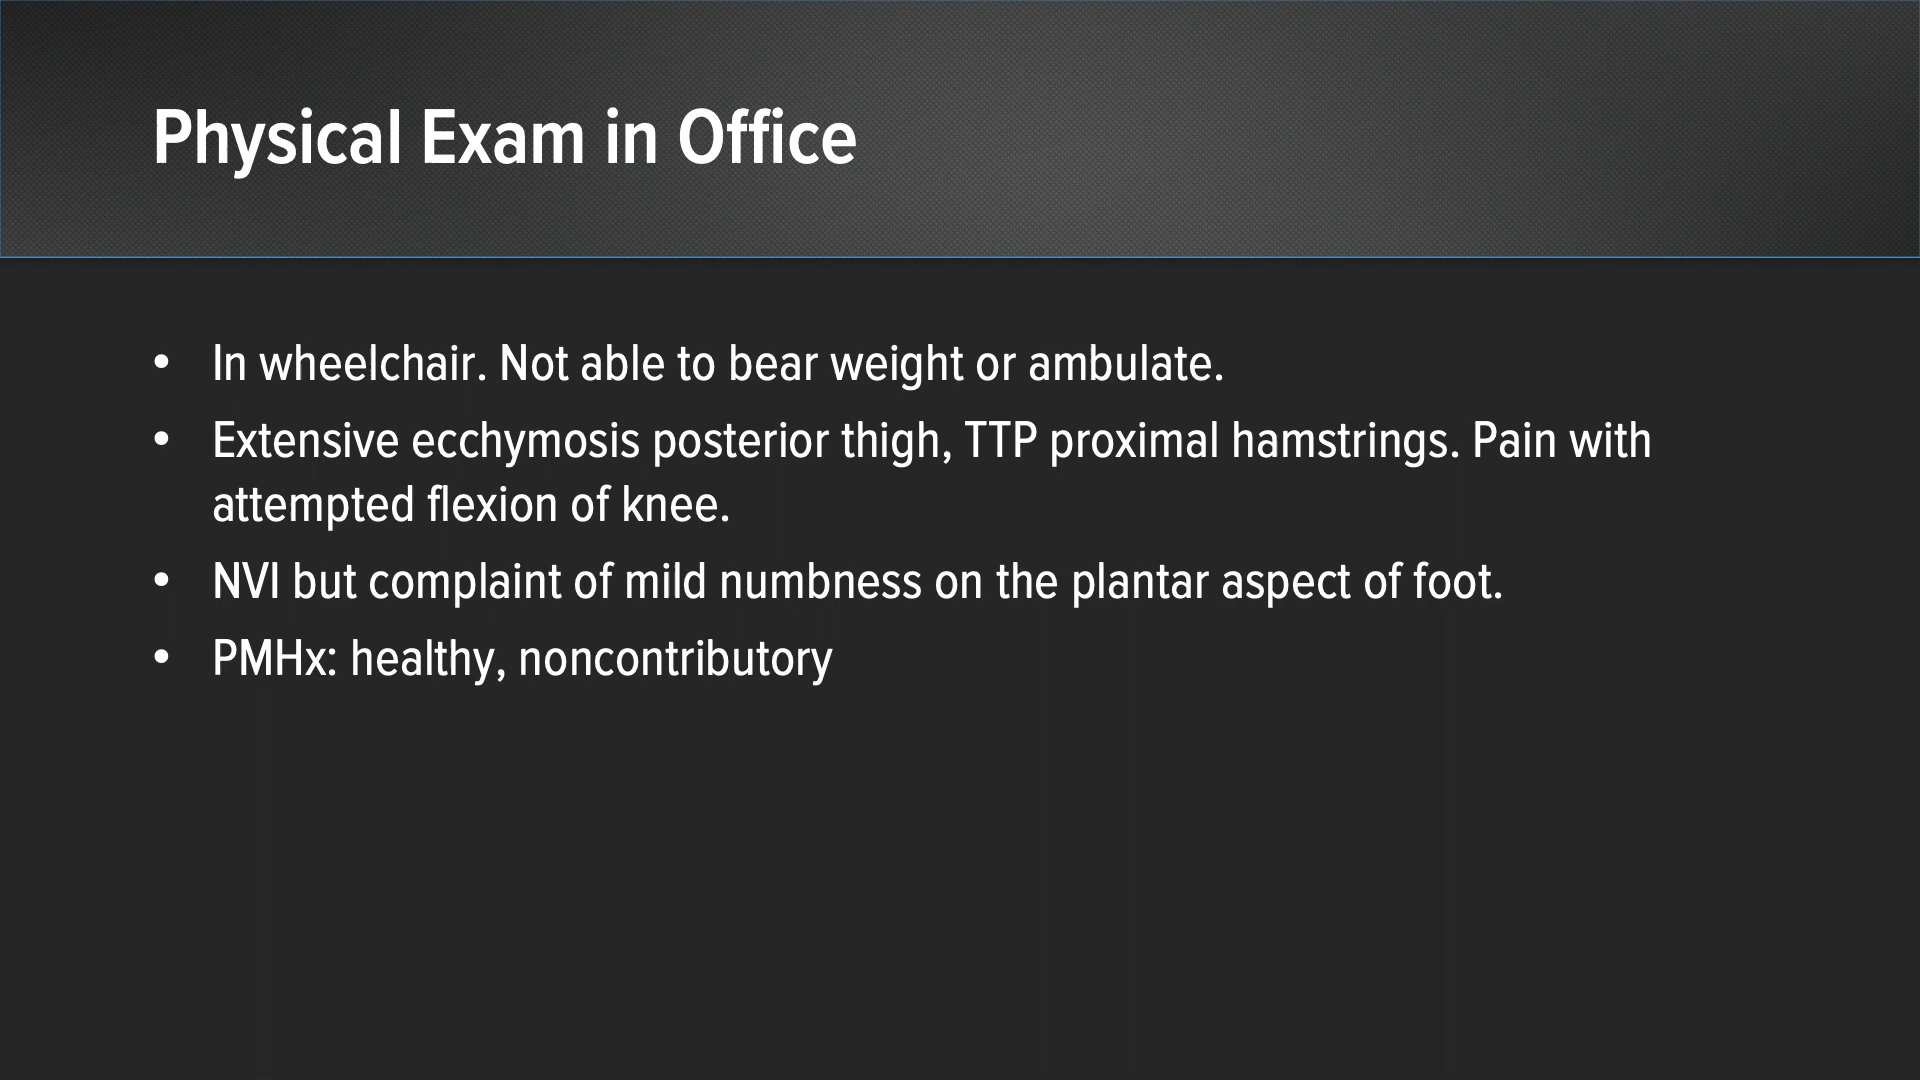 Physical Exam in Office
• In wheelchair. Not able to bear weight or ambulate.
• Extensive ecchymosis posterior thigh, TTP proximal hamstrings. Pain with
attempted flexion of knee.
• NVI but complaint of mild numbness on the plantar aspect of foot.
• PMHx: healthy, noncontributory